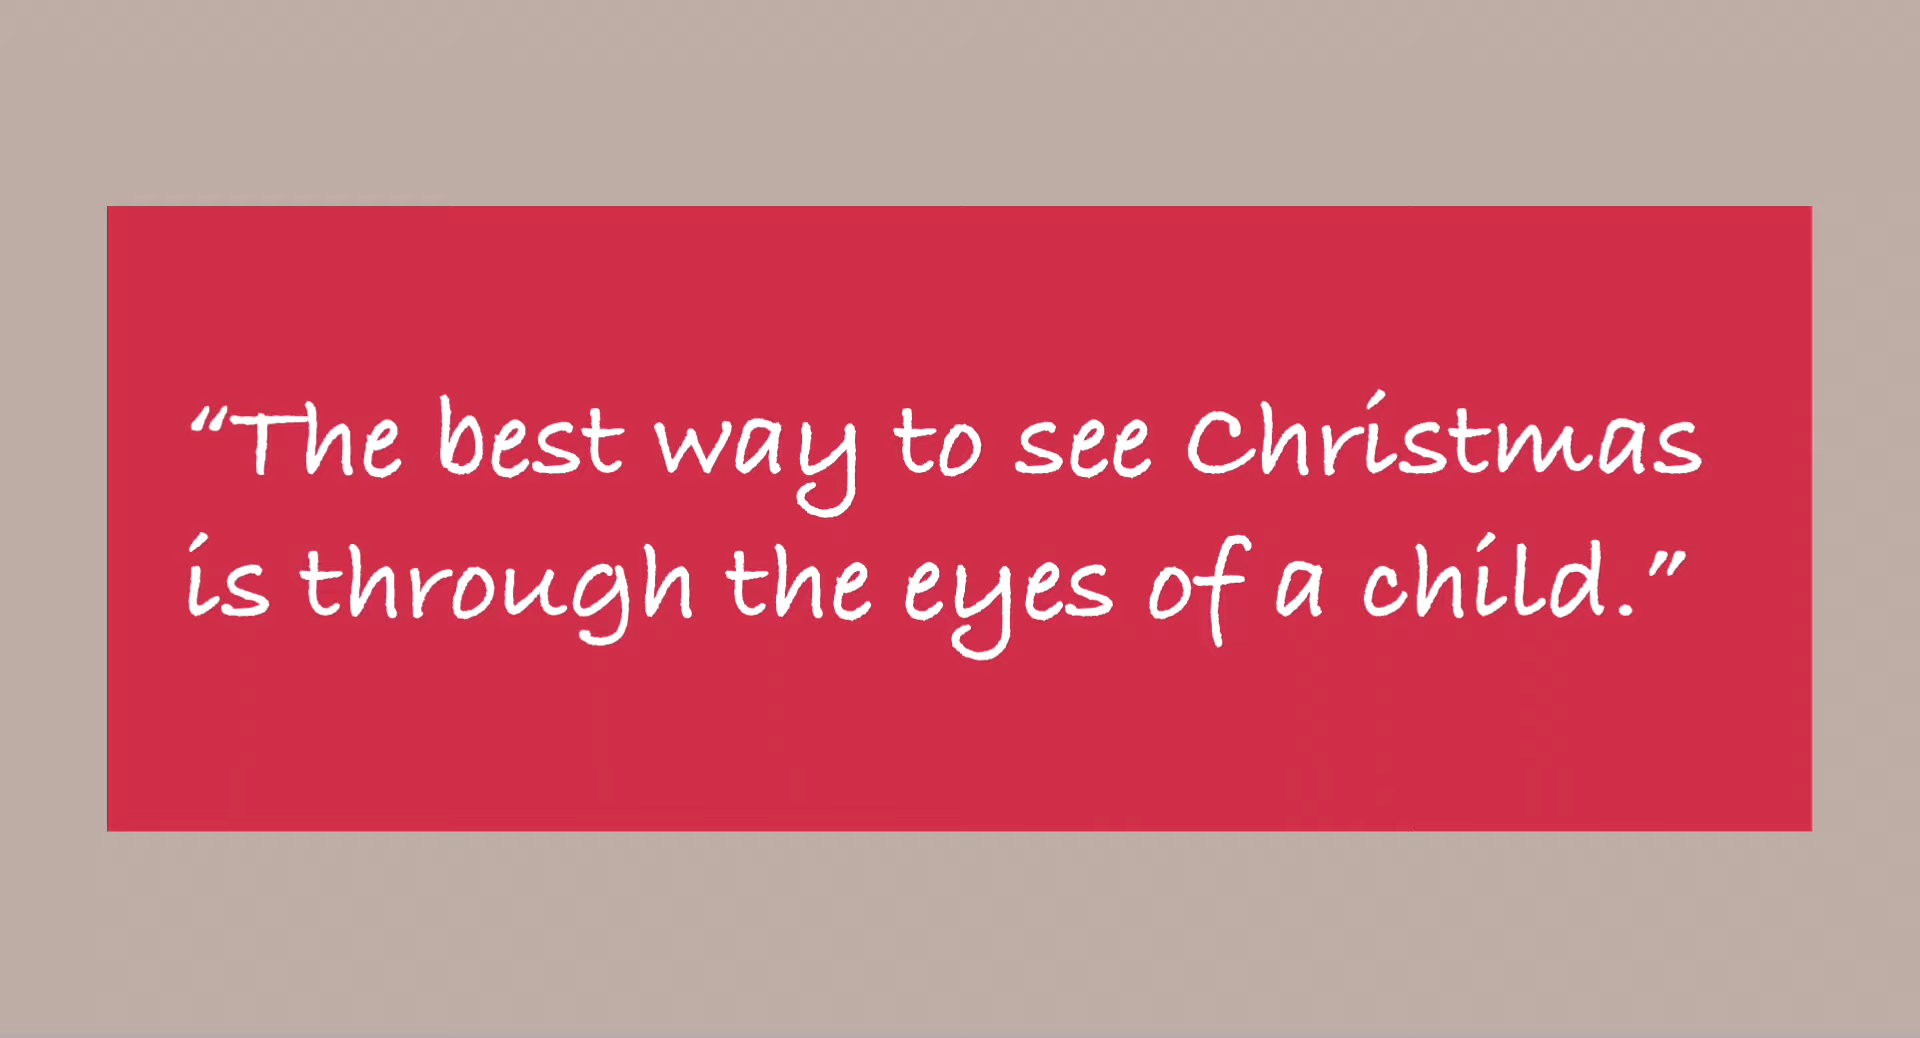 “The best way to see Christmas
is through the eyes of a child.”